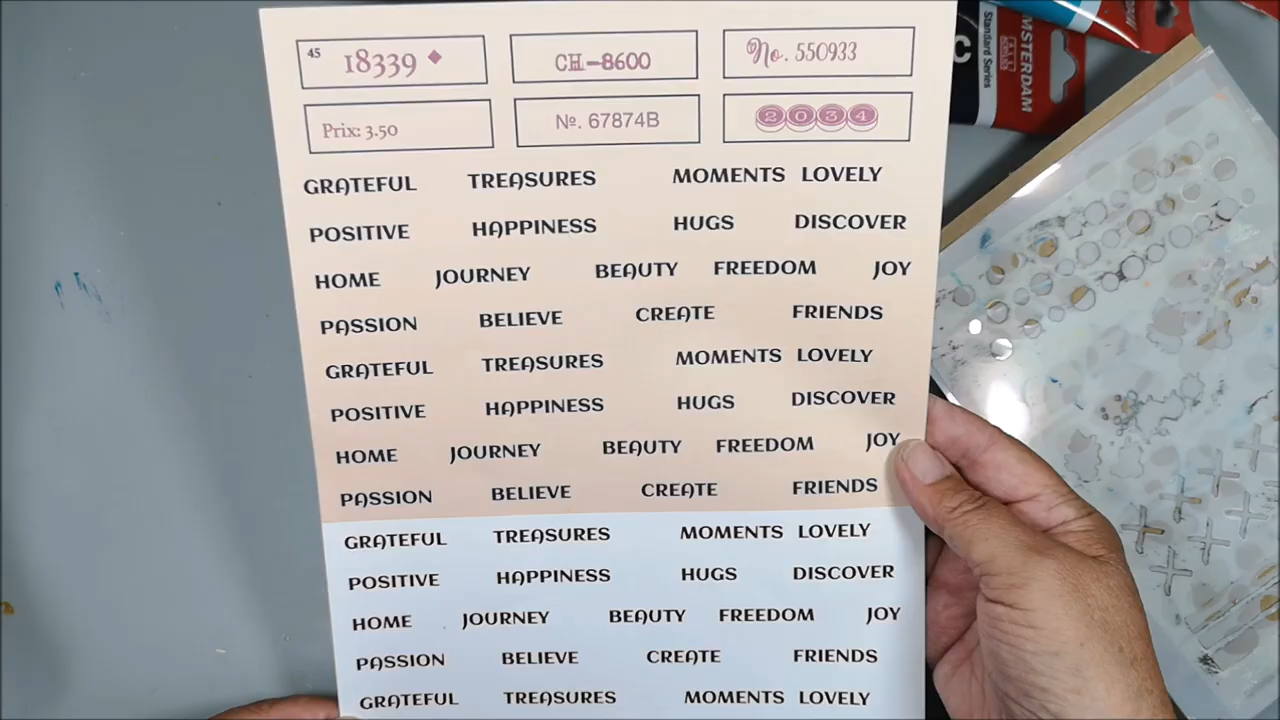 45 18339 CH-8600 No. 550933
Prix: 3.50 №. 67874B 2034
GRATEFUL TREASURES MOMENTS LOVELY
POSITIVE HAPPINESS HUGS DISCOVER
HOME JOURNEY BEAUTY FREEDOM JOY
PASSION BELIEVE CREATE FRIENDS
GRATEFUL TREASURES MOMENTS LOVELY
POSITIVE HAPPINESS HUGS DISCOVER
HOME JOURNEY BEAUTY FREEDOM JOY
PASSION BELIEVE CREATE FRIENDS
GRATEFUL TREASURES MOMENTS LOVELY
POSITIVE HAPPINESS HUGS DISCOVER
HOME JOURNEY BEAUTY FREEDOM JOY
PASSION BELIEVE CREATE FRIENDS
GRATEFUL TREASURES MOMENTS LOVELY
Standard Series
AMSTERDAM